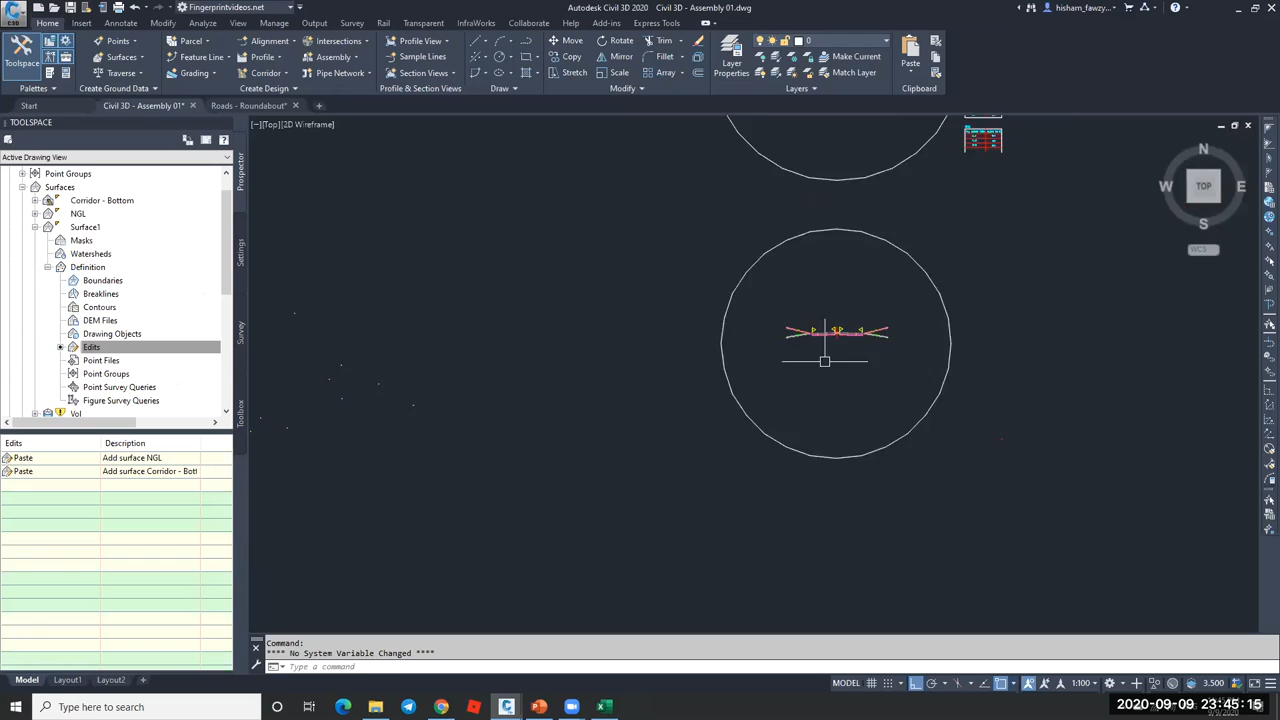 Fingerprintvideos.net
Autodesk Civil 3D 2020 Civil 3D - Assembly 01.dwg
hisham_fawzy...
C3D
Home Insert Annotate Modify Analyze View Manage Output Survey Rail Transparent InfraWorks Collaborate Help Add-ins Express Tools
Toolspace
Points
Surfaces
Traverse
Parcel
Feature Line
Grading
Alignment
Profile
Corridor
Intersections
Assembly
Pipe Network
Profile View
Sample Lines
Section Views
Move
Copy
Stretch
Rotate
Mirror
Scale
Trim
Fillet
Array
Layer
Properties
0
Make Current
Match Layer
Paste
Palettes
Create Ground Data
Create Design
Profile & Section Views
Draw
Modify
Layers
Clipboard
Start
Civil 3D - Assembly 01*
Roads - Roundabout*
TOOLSPACE
Active Drawing View
Point Groups
Surfaces
Corridor - Bottom
NGL
Surface1
Masks
Watersheds
Definition
Boundaries
Breaklines
Contours
DEM Files
Drawing Objects
Edits
Point Files
Point Groups
Point Survey Queries
Figure Survey Queries
Vol
Prospector
Settings
Survey
Toolbox
Edits Description
Paste Add surface NGL
Paste Add surface Corridor - Bott
[−][Top][2D Wireframe]
N
W TOP E
S
WCS
Command:
**** No System Variable Changed ****
Type a command
Model Layout1 Layout2
MODEL
1:100
3.500
Type here to search
2020-09-09 23:45:15